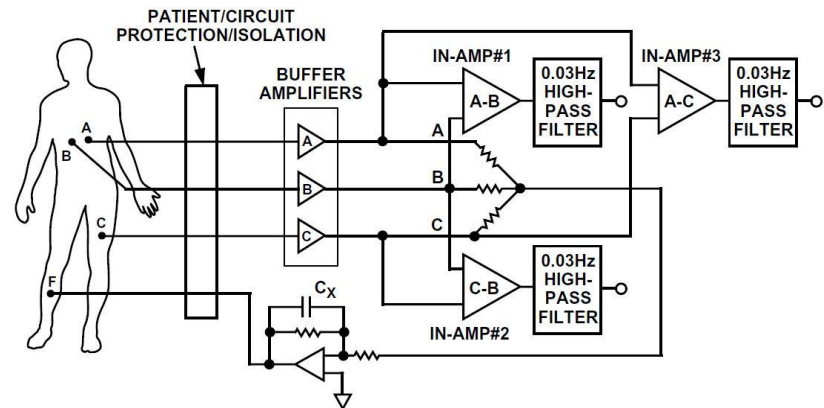 PATIENT/CIRCUIT
PROTECTION/ISOLATION
BUFFER
AMPLIFIERS
IN-AMP#1
IN-AMP#3
A-B
0.03Hz
HIGH-
PASS
FILTER
A-C
0.03Hz
HIGH-
PASS
FILTER
A
B
A
A
B
B
C
C
C
F
C-B
0.03Hz
HIGH-
PASS
FILTER
IN-AMP#2
CX